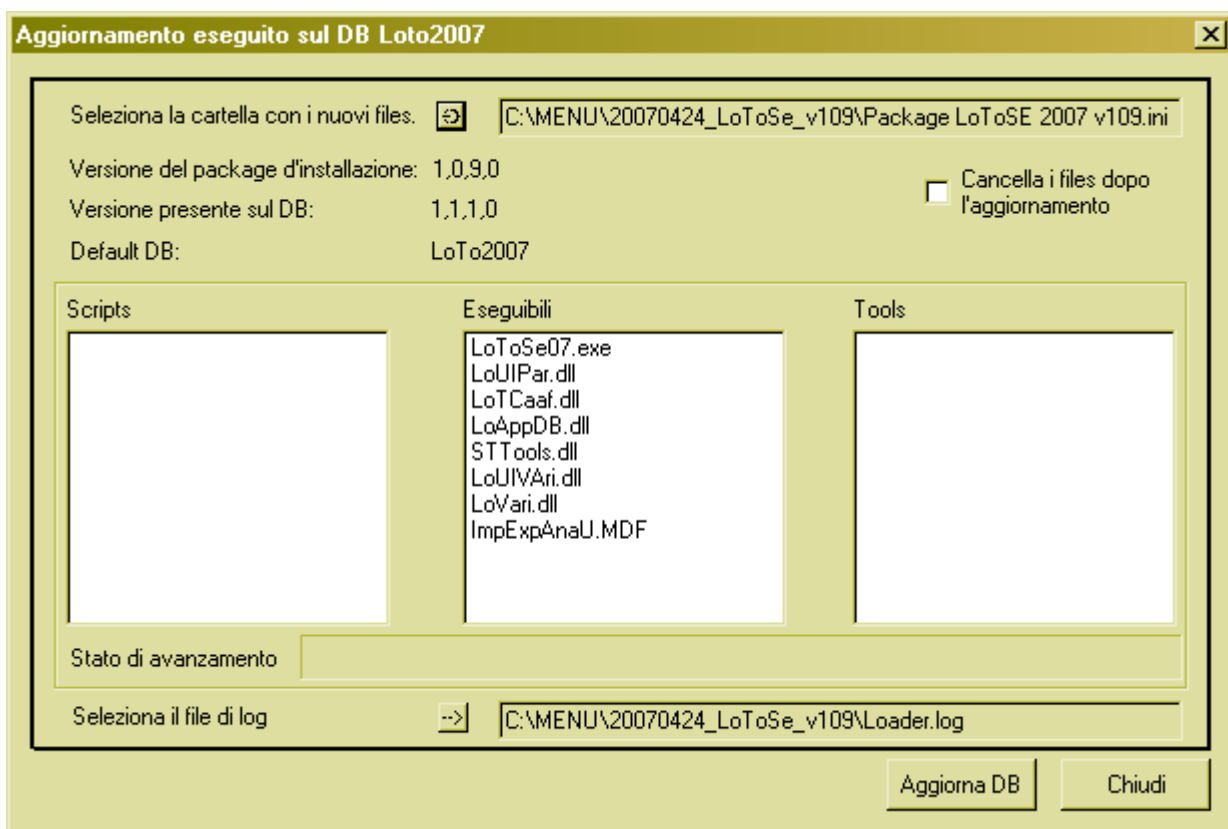 Aggiornamento eseguito sul DB Loto2007
Seleziona la cartella con i nuovi files.
C:\MENU\20070424_LoToSe_v109\Package LoToSE 2007 v109.ini
Versione del package d'installazione: 1,0,9,0
Cancella i files dopo
l'aggiornamento
Versione presente sul DB: 1,1,1,0
Default DB: LoTo2007
Scripts
Eseguibili
Tools
LoToSe07.exe
LoUIPar.dll
LoTCaaf.dll
LoAppDB.dll
STTools.dll
LoUIVAri.dll
LoVari.dll
ImpExpAnaU.MDF
Stato di avanzamento
Seleziona il file di log
-->
C:\MENU\20070424_LoToSe_v109\Loader.log
Aggiorna DB
Chiudi